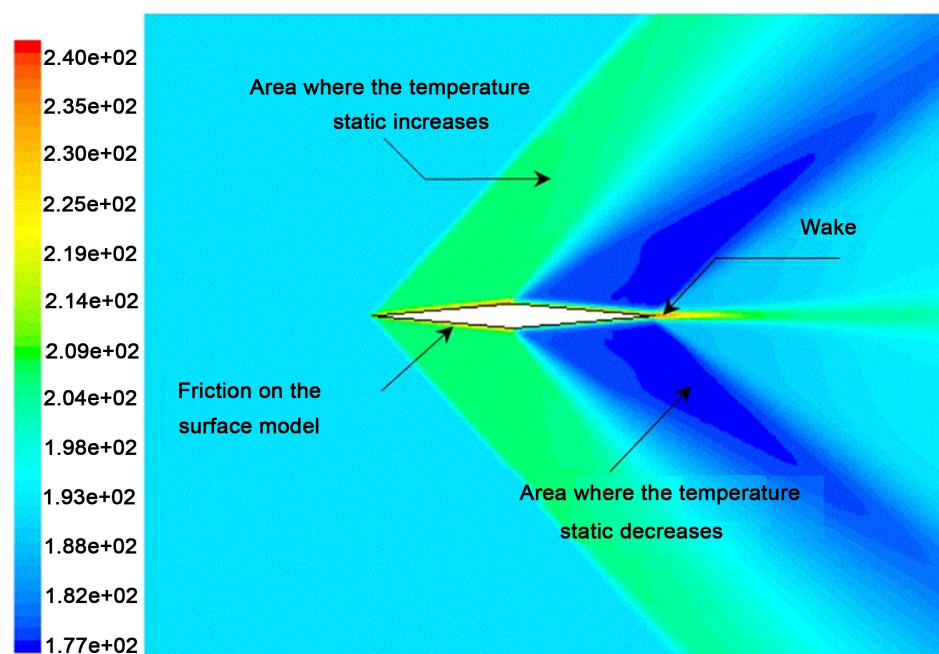 2.40e+02
2.35e+02
2.30e+02
2.25e+02
2.19e+02
2.14e+02
2.09e+02
2.04e+02
1.98e+02
1.93e+02
1.88e+02
1.82e+02
1.77e+02
Area where the temperature
static increases
Wake
Friction on the
surface model
Area where the temperature
static decreases